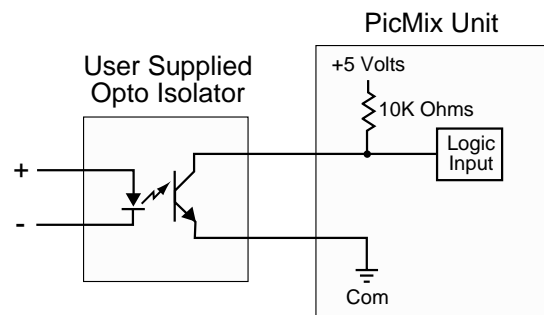 PicMix Unit
User Supplied
Opto Isolator
+5 Volts
10K Ohms
Logic
Input
+
-
Com